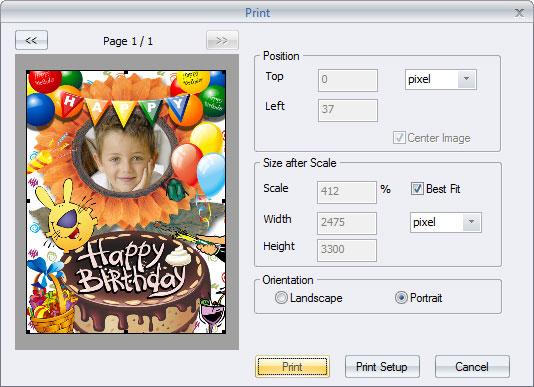 Print
<< Page 1 / 1 >>
Position
Top 0 pixel
Left 37
Center Image
Size after Scale
Scale 412 % Best Fit
Width 2475 pixel
Height 3300
Orientation
Landscape Portrait
Print Print Setup Cancel
HAPPY
Happy
Birthday